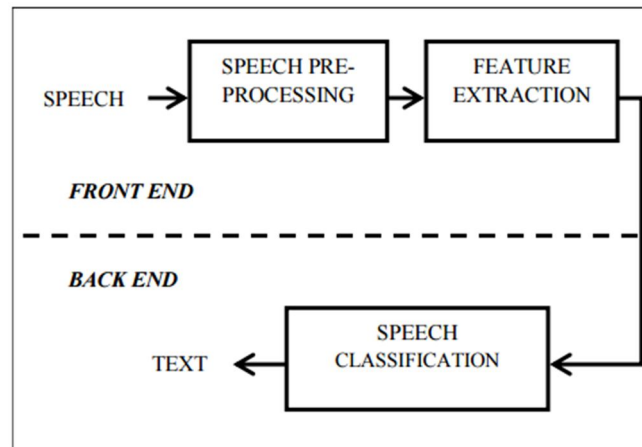 SPEECH PRE-
PROCESSING
FEATURE
EXTRACTION
SPEECH
FRONT END
BACK END
SPEECH
CLASSIFICATION
TEXT